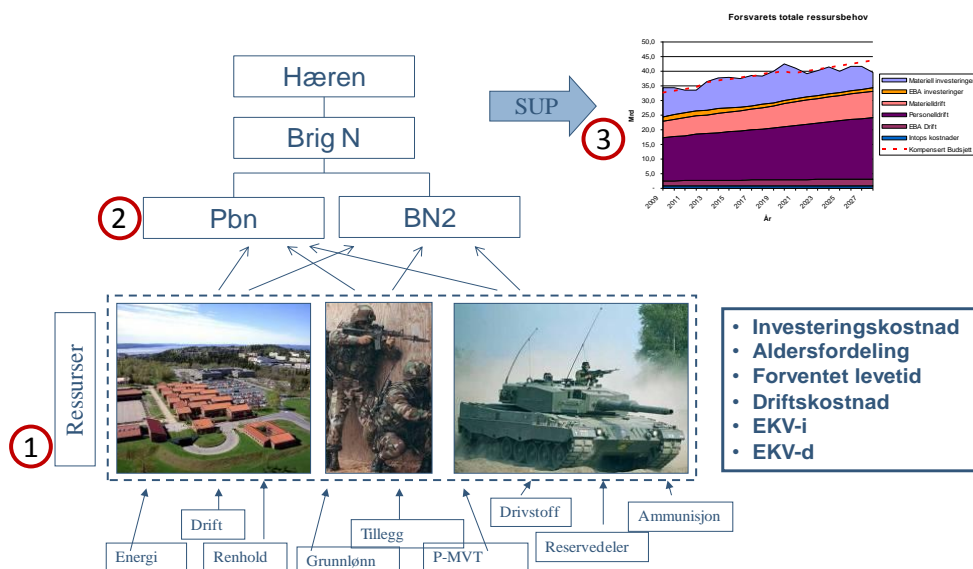 Forsvarets totale ressursbehov
50,0
45,0
40,0
35,0
30,0
25,0
20,0
15,0
10,0
5,0
-
Mrd
2009
2011
2013
2015
2017
2019
2021
2023
2025
2027
År
Materiell investeringer
EBA investeringer
Materielldrift
Personelldrift
EBA Drift
Intops kostnader
Kompensert Budsjett
Hæren
SUP
3
Brig N
2
Pbn
BN2
1
Ressurser
• Investeringskostnad
• Aldersfordeling
• Forventet levetid
• Driftskostnad
• EKV-i
• EKV-d
Energi
Drift
Renhold
Grunnlønn
Tillegg
P-MVT
Drivstoff
Reservedeler
Ammunisjon